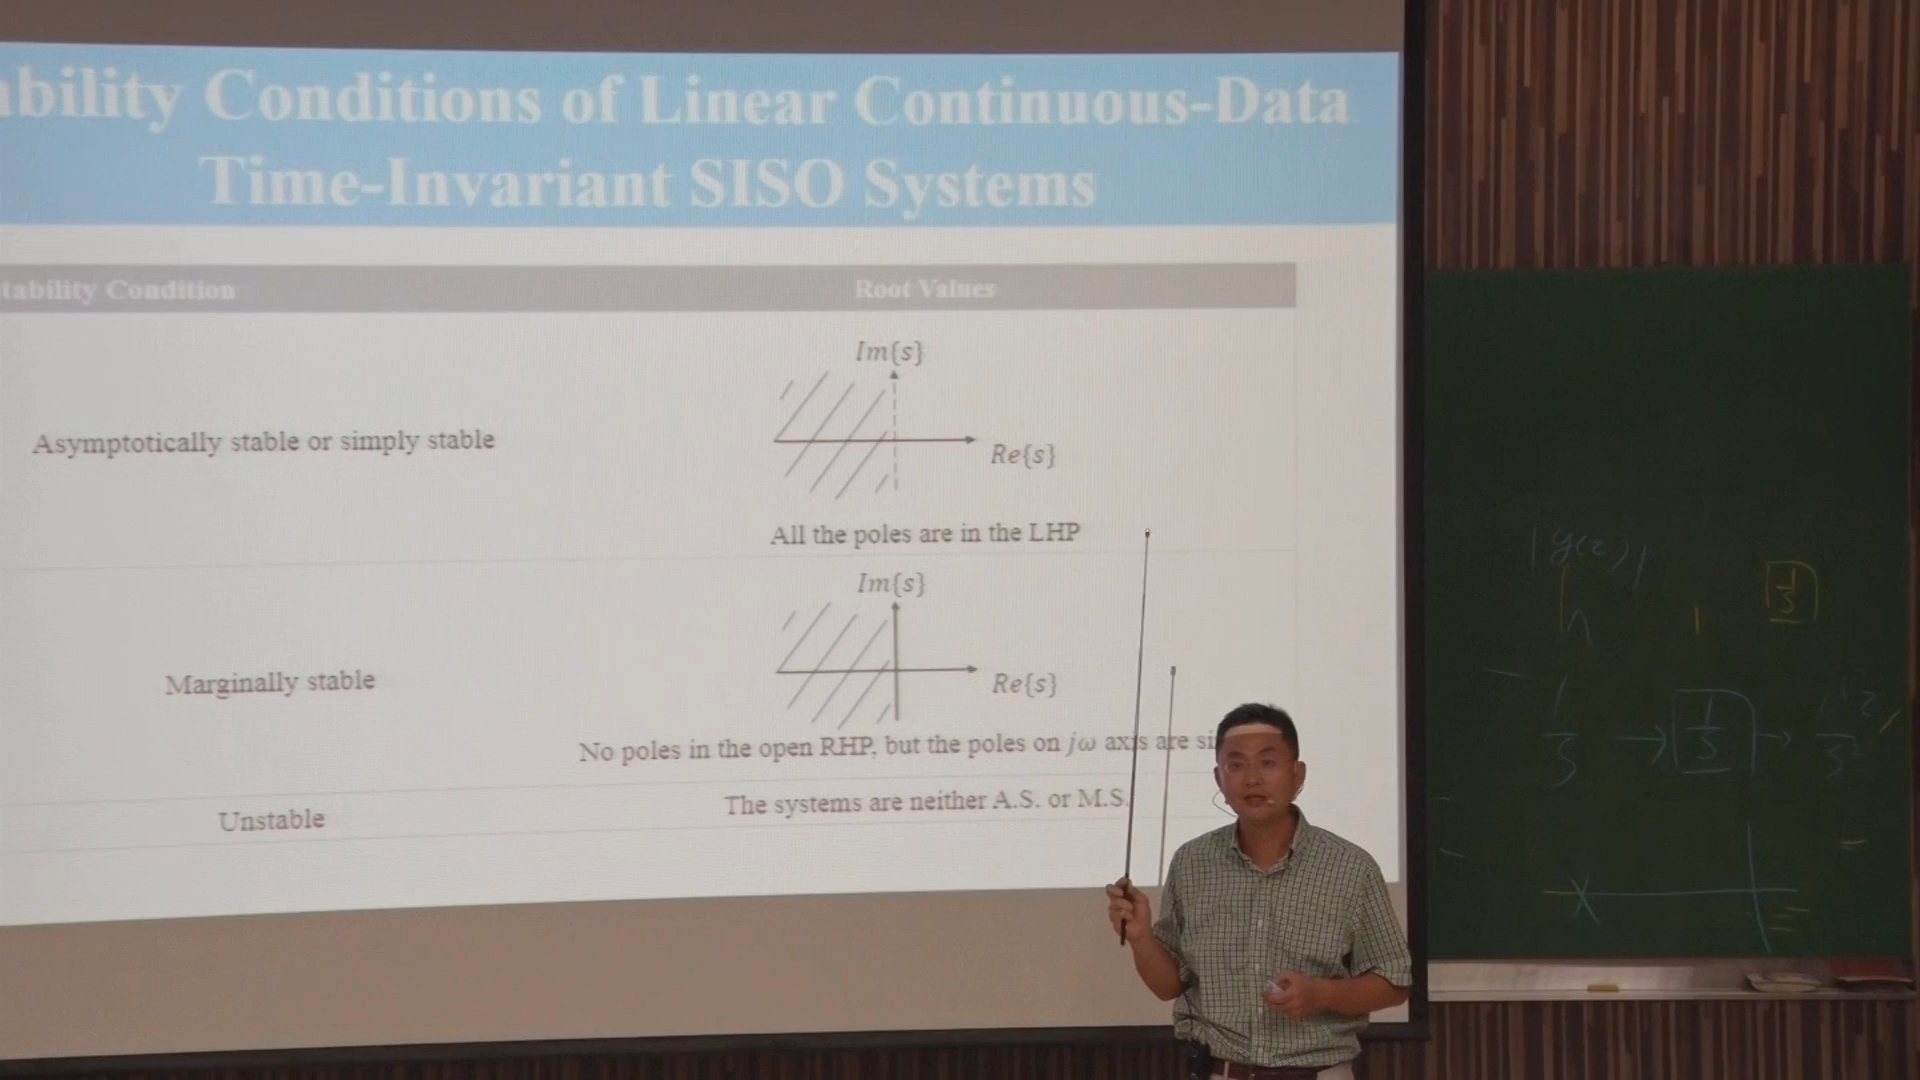 ability Conditions of Linear Continuous-Data
Time-Invariant SISO Systems
tability Condition
Root Values
Im{s}
Asymptotically stable or simply stable
Re{s}
All the poles are in the LHP
Im{s}
Marginally stable
Re{s}
No poles in the open RHP, but the poles on jω axis are si
Unstable
The systems are neither A.S. or M.S.
1/s → 1/s →